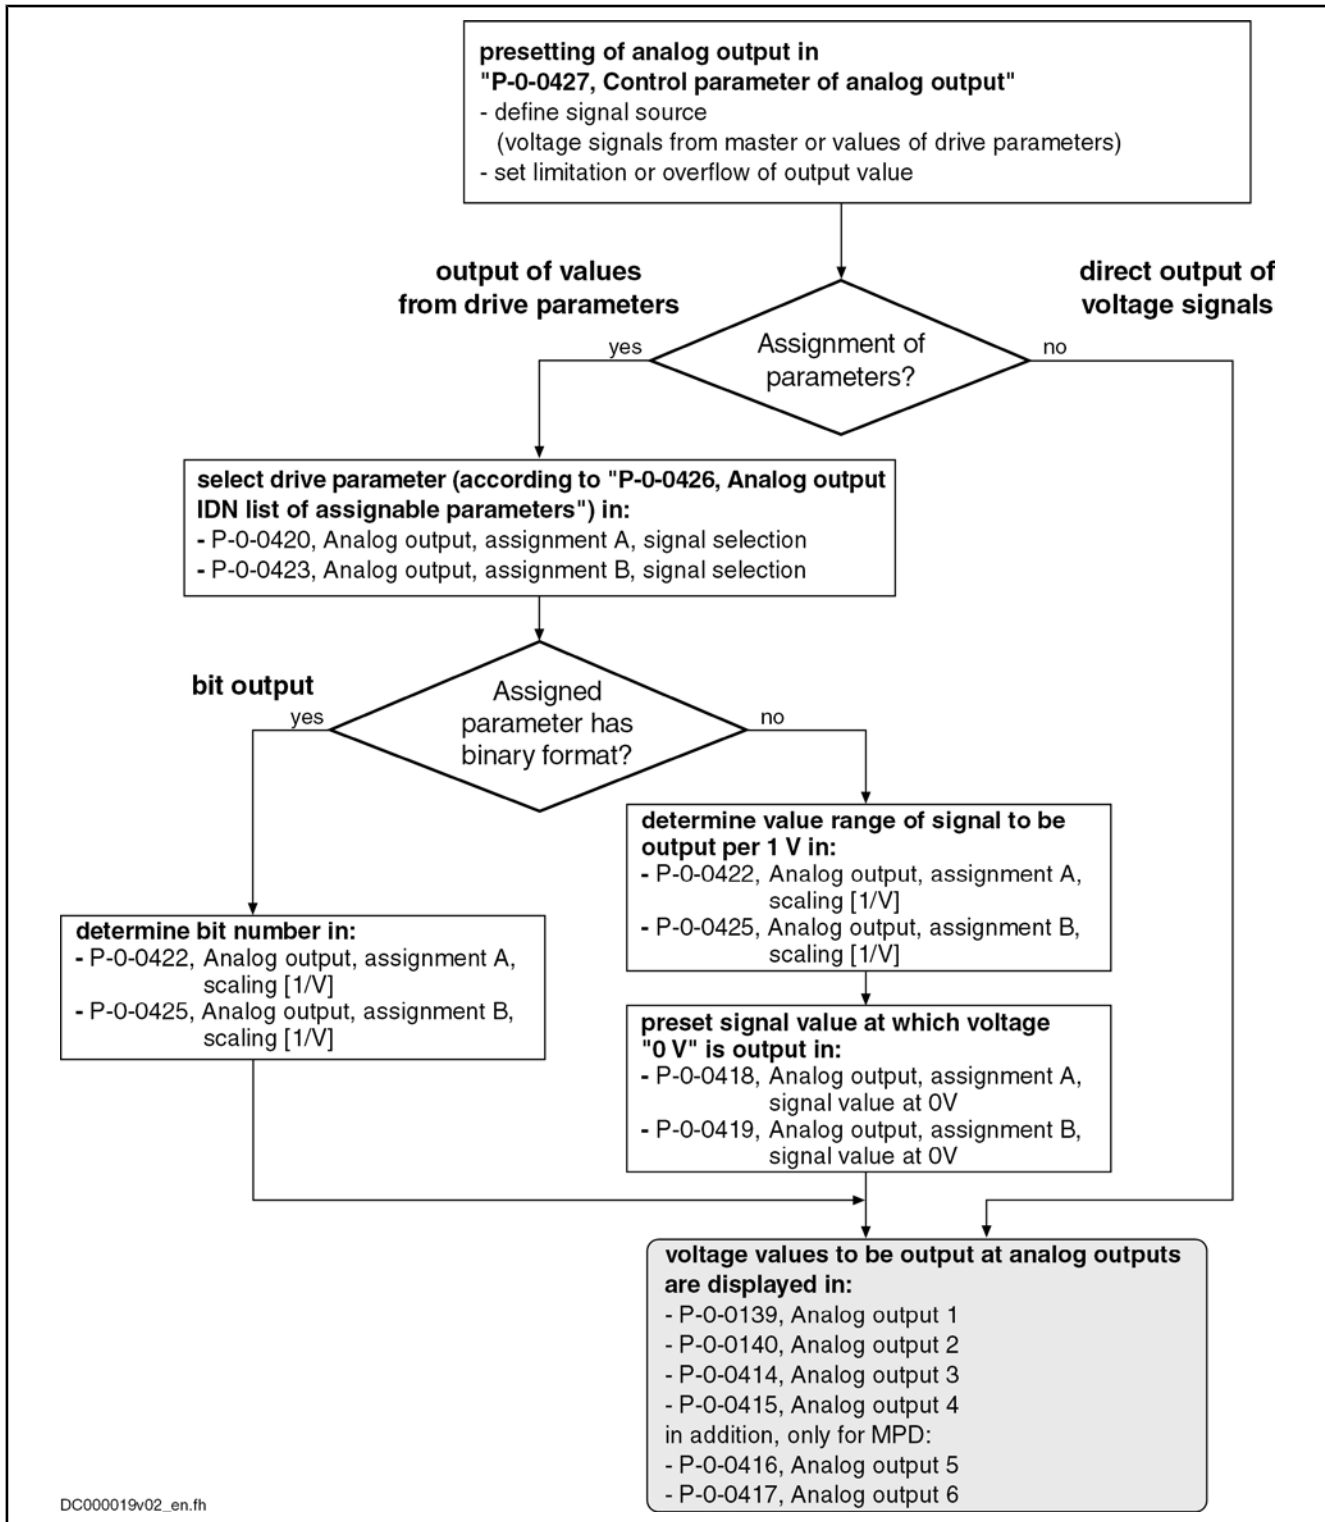 presetting of analog output in
"P-0-0427, Control parameter of analog output"
- define signal source
(voltage signals from master or values of drive parameters)
- set limitation or overflow of output value
output of values
from drive parameters
direct output of
voltage signals
yes
Assignment of
parameters?
no
select drive parameter (according to "P-0-0426, Analog output
IDN list of assignable parameters") in:
- P-0-0420, Analog output, assignment A, signal selection
- P-0-0423, Analog output, assignment B, signal selection
bit output
yes
Assigned
parameter has
binary format?
no
determine value range of signal to be
output per 1 V in:
- P-0-0422, Analog output, assignment A,
scaling [1/V]
- P-0-0425, Analog output, assignment B,
scaling [1/V]
determine bit number in:
- P-0-0422, Analog output, assignment A,
scaling [1/V]
- P-0-0425, Analog output, assignment B,
scaling [1/V]
preset signal value at which voltage
"0 V" is output in:
- P-0-0418, Analog output, assignment A,
signal value at 0V
- P-0-0419, Analog output, assignment B,
signal value at 0V
voltage values to be output at analog outputs
are displayed in:
- P-0-0139, Analog output 1
- P-0-0140, Analog output 2
- P-0-0414, Analog output 3
- P-0-0415, Analog output 4
in addition, only for MPD:
- P-0-0416, Analog output 5
- P-0-0417, Analog output 6
DC000019v02_en.fh